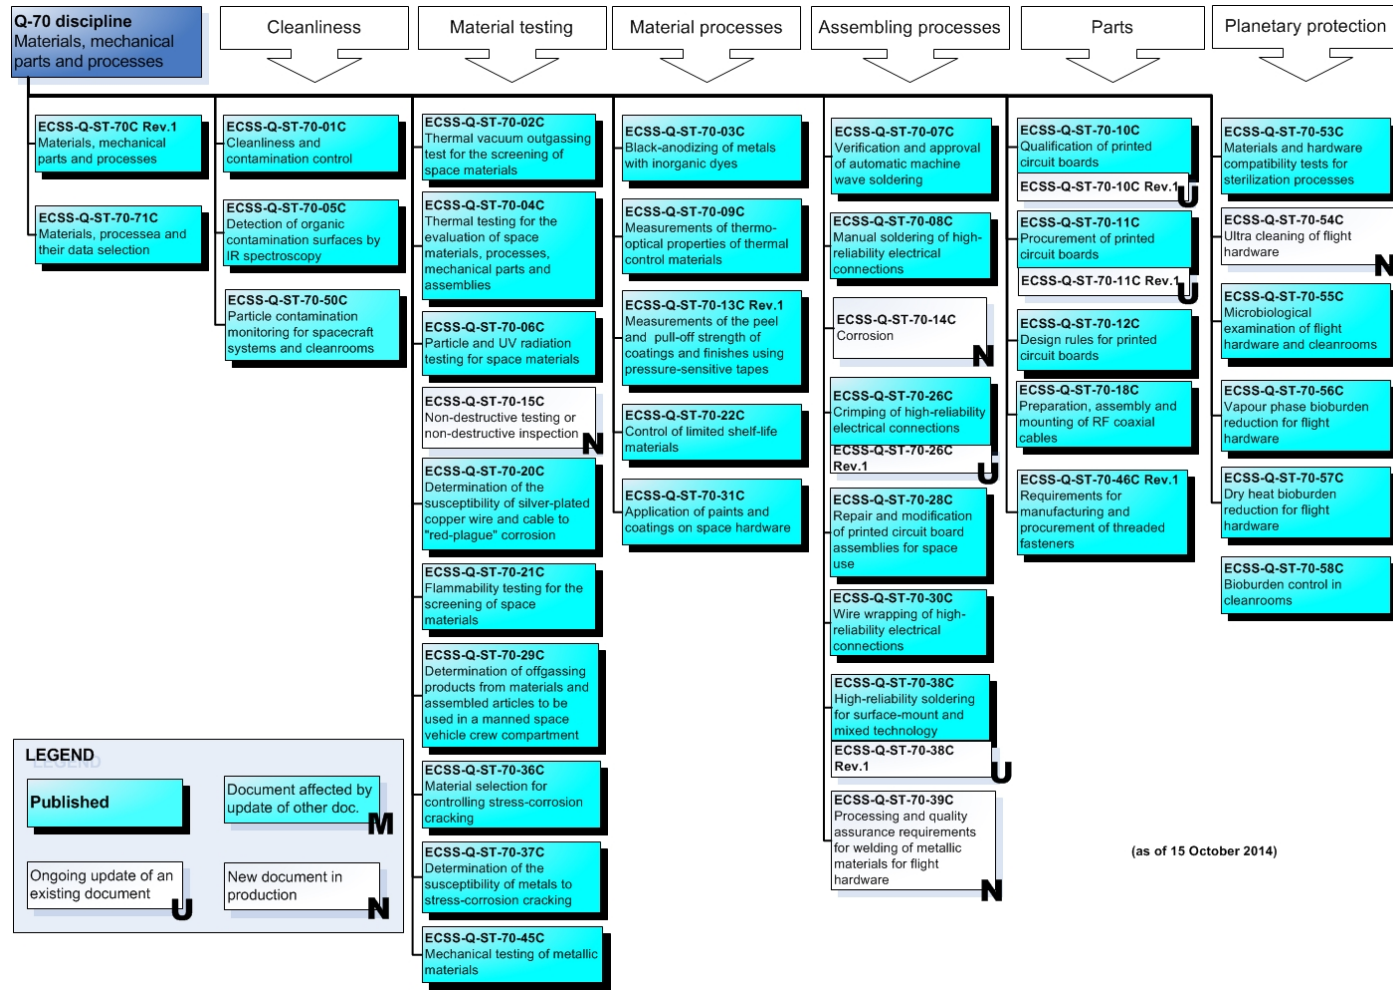 Q-70 discipline
Materials, mechanical
parts and processes
Cleanliness
Material testing
Material processes
Assembling processes
Parts
Planetary protection
ECSS-Q-ST-70C Rev.1
Materials, mechanical
parts and processes
ECSS-Q-ST-70-71C
Materials, processea and
their data selection
ECSS-Q-ST-70-01C
Cleanliness and
contamination control
ECSS-Q-ST-70-05C
Detection of organic
contamination surfaces by
IR spectroscopy
ECSS-Q-ST-70-50C
Particle contamination
monitoring for spacecraft
systems and cleanrooms
ECSS-Q-ST-70-02C
Thermal vacuum outgassing
test for the screening of
space materials
ECSS-Q-ST-70-04C
Thermal testing for the
evaluation of space
materials, processes,
mechanical parts and
assemblies
ECSS-Q-ST-70-06C
Particle and UV radiation
testing for space materials
ECSS-Q-ST-70-15C
Non-destructive testing or
non-destructive inspection
N
ECSS-Q-ST-70-20C
Determination of the
susceptibility of silver-plated
copper wire and cable to
"red-plague" corrosion
ECSS-Q-ST-70-21C
Flammability testing for the
screening of space
materials
ECSS-Q-ST-70-29C
Determination of offgassing
products from materials and
assembled articles to be
used in a manned space
vehicle crew compartment
ECSS-Q-ST-70-36C
Material selection for
controlling stress-corrosion
cracking
ECSS-Q-ST-70-37C
Determination of the
susceptibility of metals to
stress-corrosion cracking
ECSS-Q-ST-70-45C
Mechanical testing of metallic
materials
ECSS-Q-ST-70-03C
Black-anodizing of metals
with inorganic dyes
ECSS-Q-ST-70-09C
Measurements of thermo-
optical properties of thermal
control materials
ECSS-Q-ST-70-13C Rev.1
Measurements of the peel
and pull-off strength of
coatings and finishes using
pressure-sensitive tapes
ECSS-Q-ST-70-22C
Control of limited shelf-life
materials
ECSS-Q-ST-70-31C
Application of paints and
coatings on space hardware
ECSS-Q-ST-70-07C
Verification and approval
of automatic machine
wave soldering
ECSS-Q-ST-70-08C
Manual soldering of high-
reliability electrical
connections
ECSS-Q-ST-70-14C
Corrosion
N
ECSS-Q-ST-70-26C
Crimping of high-reliability
electrical connections
ECSS-Q-ST-70-26C
Rev.1
U
ECSS-Q-ST-70-28C
Repair and modification
of printed circuit board
assemblies for space
use
ECSS-Q-ST-70-30C
Wire wrapping of high-
reliability electrical
connections
ECSS-Q-ST-70-38C
High-reliability soldering
for surface-mount and
mixed technology
ECSS-Q-ST-70-38C
Rev.1
U
ECSS-Q-ST-70-39C
Processing and quality
assurance requirements
for welding of metallic
materials for flight
hardware
N
ECSS-Q-ST-70-10C
Qualification of printed
circuit boards
ECSS-Q-ST-70-10C Rev.1
U
ECSS-Q-ST-70-11C
Procurement of printed
circuit boards
ECSS-Q-ST-70-11C Rev.1
U
ECSS-Q-ST-70-12C
Design rules for printed
circuit boards
ECSS-Q-ST-70-18C
Preparation, assembly and
mounting of RF coaxial
cables
ECSS-Q-ST-70-46C Rev.1
Requirements for
manufacturing and
procurement of threaded
fasteners
ECSS-Q-ST-70-53C
Materials and hardware
compatibility tests for
sterilization processes
ECSS-Q-ST-70-54C
Ultra cleaning of flight
hardware
N
ECSS-Q-ST-70-55C
Microbiological
examination of flight
hardware and cleanrooms
ECSS-Q-ST-70-56C
Vapour phase bioburden
reduction for flight
hardware
ECSS-Q-ST-70-57C
Dry heat bioburden
reduction for flight
hardware
ECSS-Q-ST-70-58C
Bioburden control in
cleanrooms
LEGEND
Published
Document affected by
update of other doc.
M
Ongoing update of an
existing document
U
New document in
production
N
(as of 15 October 2014)